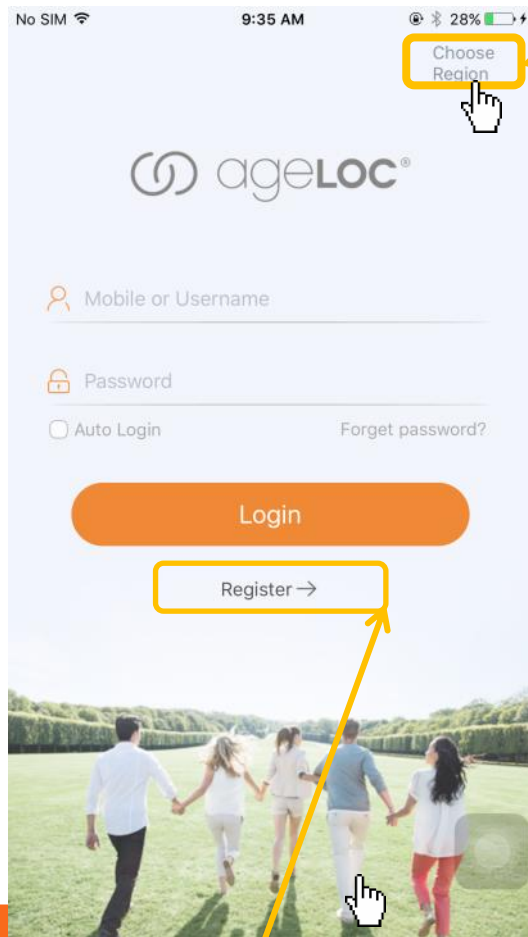 No SIM 9:35 AM 28%
Choose
Region
ageLOC®
Mobile or Username
Password
Auto Login Forget password?
Login
Register→